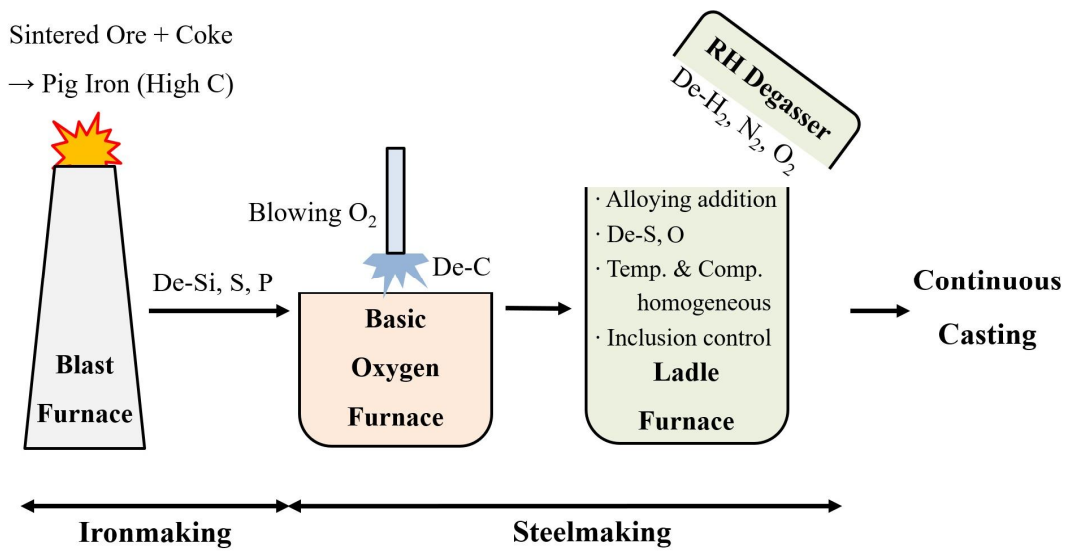 Sintered Ore + Coke
→ Pig Iron (High C)
Blast
Furnace
De-Si, S, P
Blowing O₂
De-C
Basic
Oxygen
Furnace
RH Degasser
De-H₂, N₂, O₂
· Alloying addition
· De-S, O
· Temp. & Comp.
homogeneous
· Inclusion control
Ladle
Furnace
Continuous
Casting
Ironmaking
Steelmaking